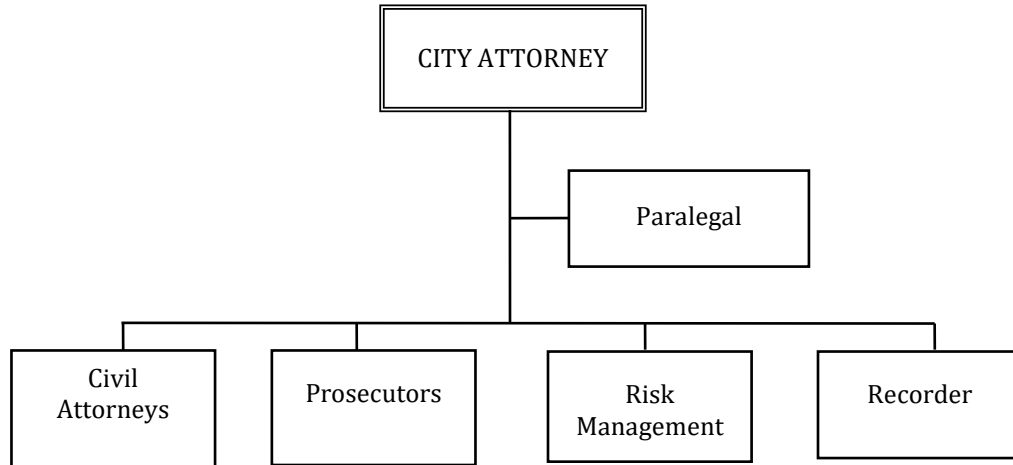 CITY ATTORNEY
Paralegal
Civil
Attorneys
Prosecutors
Risk
Management
Recorder